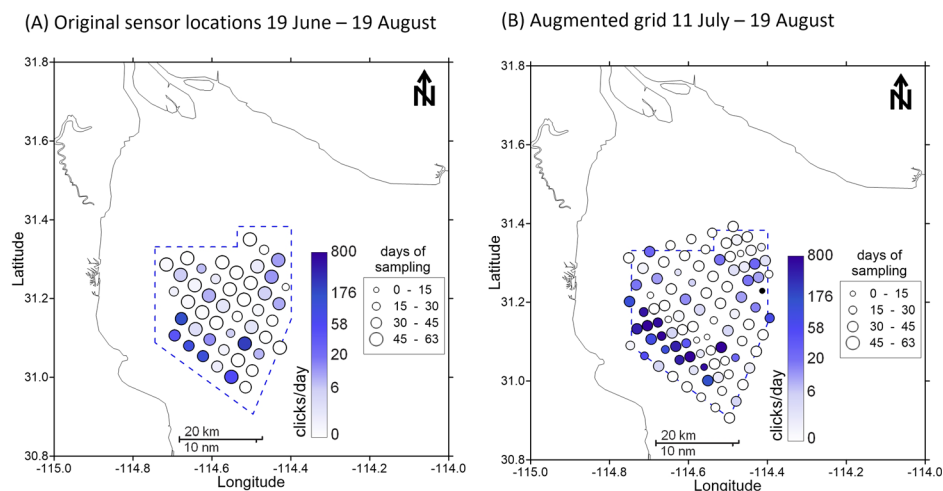 (A) Original sensor locations 19 June – 19 August
(B) Augmented grid 11 July – 19 August
31.8
31.6
31.4
31.2
31.0
30.8
Latitude
-115.0
-114.8
-114.6
-114.4
-114.2
-114.0
Longitude
N
20 km
10 nm
800
176
58
20
6
0
clicks/day
days of
sampling
0 - 15
15 - 30
30 - 45
45 - 63
31.8
31.6
31.4
31.2
31.0
30.8
Latitude
-115.0
-114.8
-114.6
-114.4
-114.2
-114.0
Longitude
N
20 km
10 nm
800
176
58
20
6
0
clicks/day
days of
sampling
0 - 15
15 - 30
30 - 45
45 - 63